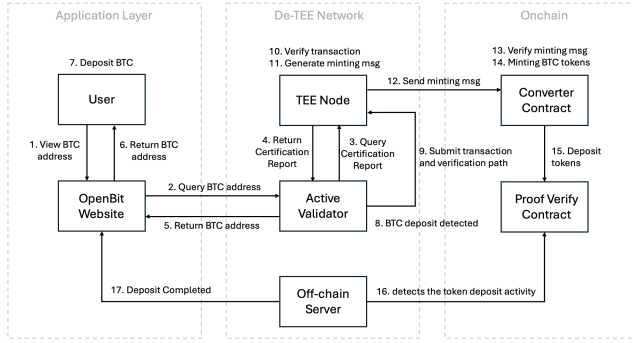 Application Layer
De-TEE Network
Onchain
7. Deposit BTC
10. Verify transaction
11. Generate minting msg
13. Verify minting msg
14. Minting BTC tokens
User
TEE Node
12. Send minting msg
Converter
Contract
1. View BTC
address
6. Return BTC
address
4. Return
Certification
Report
3. Query
Certification
Report
9. Submit transaction
and verification path
15. Deposit
tokens
OpenBit
Website
2. Query BTC address
5. Return BTC address
Active
Validator
8. BTC deposit detected
Proof Verify
Contract
17. Deposit Completed
Off-chain
Server
16. detects the token deposit activity